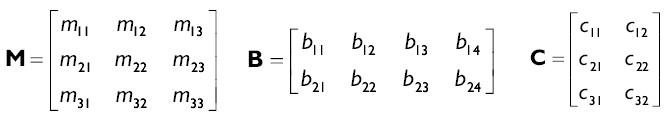 M = [m₁₁ m₁₂ m₁₃
m₂₁ m₂₂ m₂₃
m₃₁ m₃₂ m₃₃]
B = [b₁₁ b₁₂ b₁₃ b₁₄
b₂₁ b₂₂ b₂₃ b₂₄]
C = [c₁₁ c₁₂
c₂₁ c₂₂
c₃₁ c₃₂]